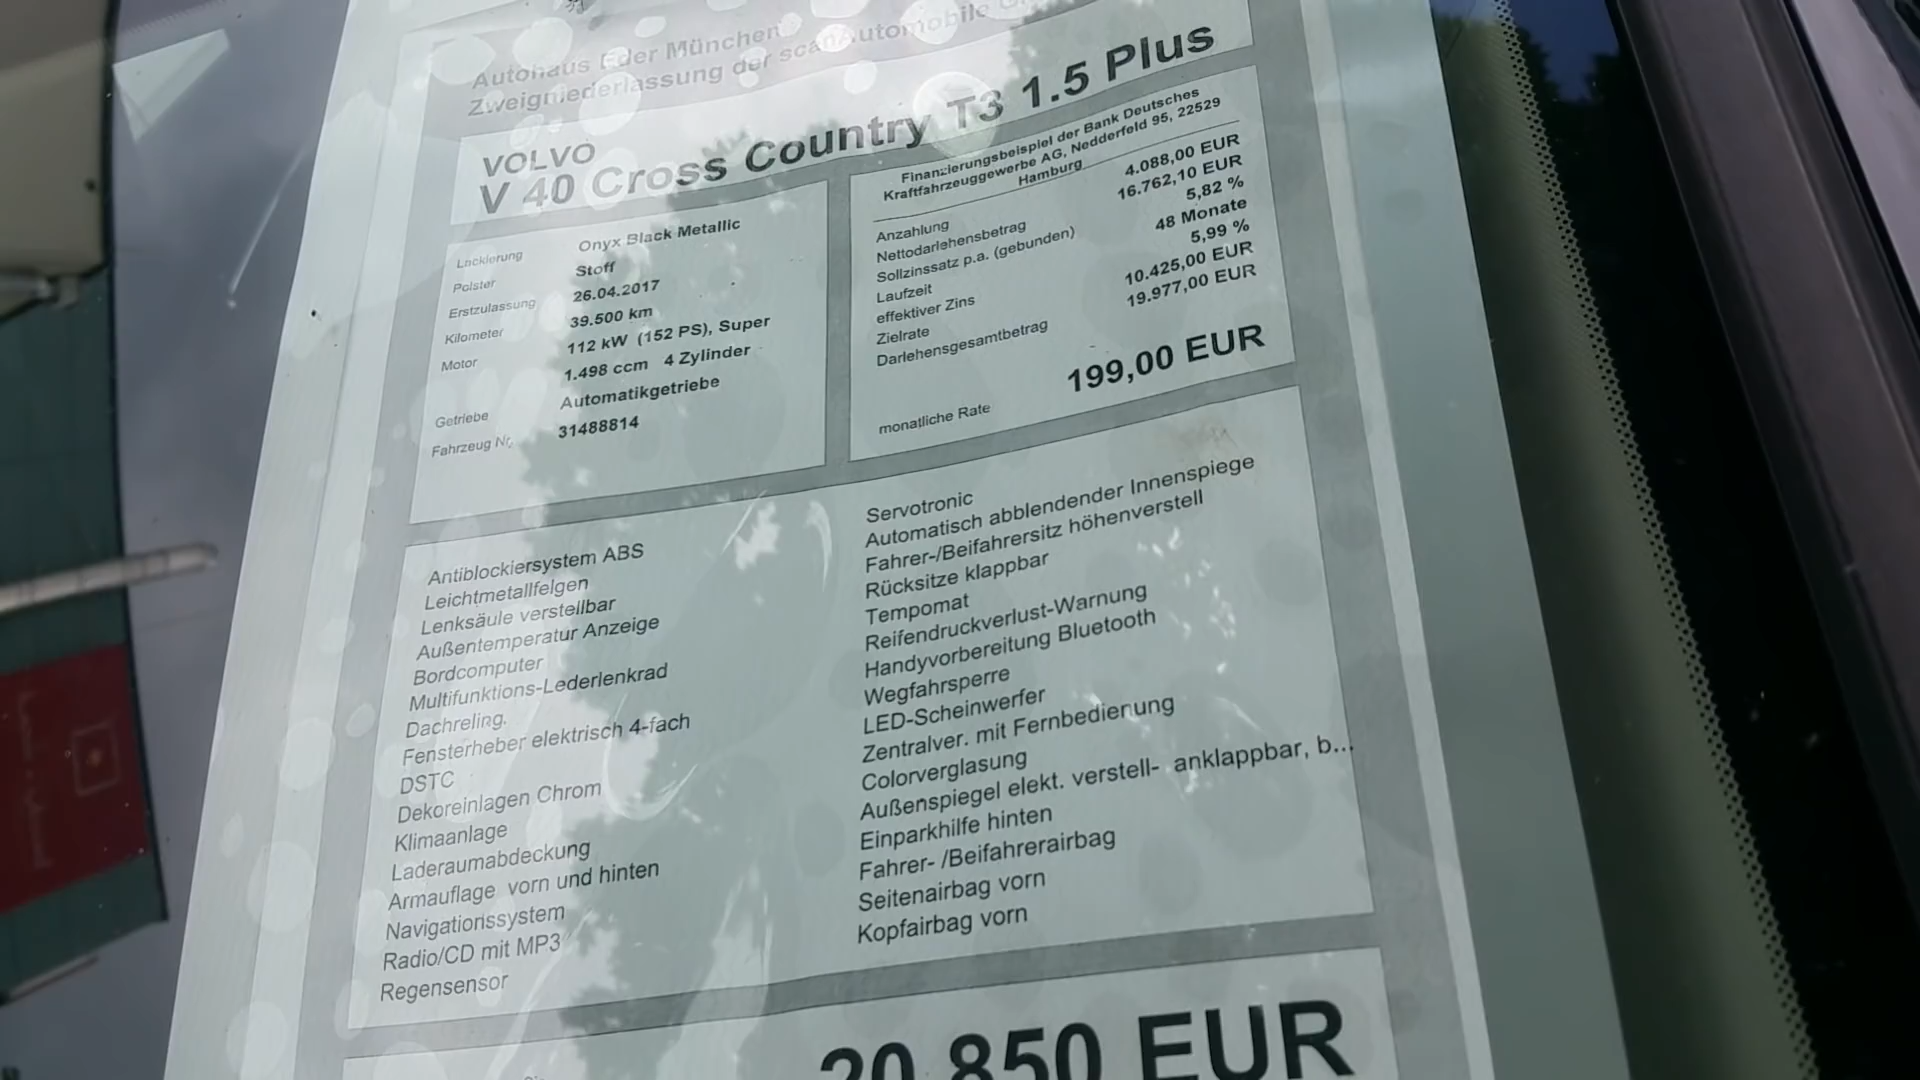 Autohaus Eder München
Zweigniederlassung der scanAutomobile
VOLVO
V 40 Cross Country T3 1.5 Plus
Lackierung Onyx Black Metallic
Polster Stoff
Erstzulassung 26.04.2017
Kilometer 39.500 km
Motor 112 kW (152 PS), Super
1.498 ccm 4 Zylinder
Getriebe Automatikgetriebe
Fahrzeug Nr. 31488814
Finanzierungsbeispiel der Bank Deutsches
Kraftfahrzeuggewerbe AG, Nedderfeld 95, 22529
Hamburg
Anzahlung 4.088,00 EUR
Nettodarlehensbetrag 16.762,10 EUR
Sollzinssatz p.a. (gebunden) 5,82 %
Laufzeit 48 Monate
effektiver Zins 5,99 %
Zielrate 10.425,00 EUR
Darlehensgesamtbetrag 19.977,00 EUR
monatliche Rate 199,00 EUR
Antiblockiersystem ABS
Leichtmetallfelgen
Lenksäule verstellbar
Außentemperatur Anzeige
Bordcomputer
Multifunktions-Lederlenkrad
Dachreling.
Fensterheber elektrisch 4-fach
DSTC
Dekoreinlagen Chrom
Klimaanlage
Laderaumabdeckung
Armauflage vorn und hinten
Navigationssystem
Radio/CD mit MP3
Regensensor
Servotronic
Automatisch abblendender Innenspiege
Fahrer-/Beifahrersitz höhenverstell
Rücksitze klappbar
Tempomat
Reifendruckverlust-Warnung
Handyvorbereitung Bluetooth
Wegfahrsperre
LED-Scheinwerfer
Zentralver. mit Fernbedienung
Colorverglasung
Außenspiegel elekt. verstell- anklappbar, b...
Einparkhilfe hinten
Fahrer- /Beifahrerairbag
Seitenairbag vorn
Kopfairbag vorn
20.850 EUR